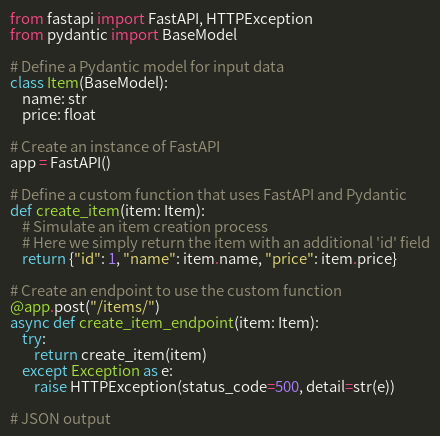 from fastapi import FastAPI, HTTPException
from pydantic import BaseModel

# Define a Pydantic model for input data
class Item(BaseModel):
    name: str
    price: float

# Create an instance of FastAPI
app = FastAPI()

# Define a custom function that uses FastAPI and Pydantic
def create_item(item: Item):
    # Simulate an item creation process
    # Here we simply return the item with an additional 'id' field
    return {"id": 1, "name": item.name, "price": item.price}

# Create an endpoint to use the custom function
@app.post("/items/")
async def create_item_endpoint(item: Item):
    try:
        return create_item(item)
    except Exception as e:
        raise HTTPException(status_code=500, detail=str(e))

# JSON output